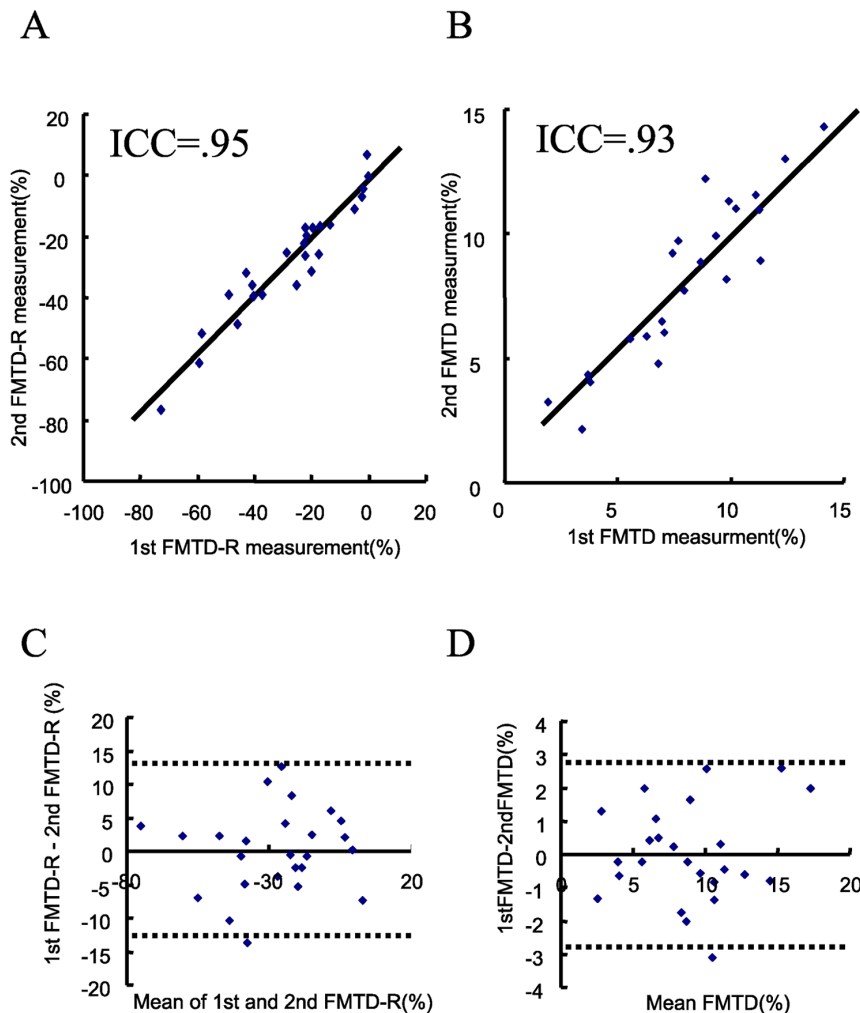 A
B
ICC=.95
20
0
-20
-40
-60
-80
-100
-100 -80 -60 -40 -20 0 20
2nd FMTD-R measurement(%)
1st FMTD-R measurement(%)
ICC=.93
15
10
5
0
0 5 10 15
2nd FMTD measurment(%)
1st FMTD measurment(%)
C
D
20
15
10
5
0
-5
-10
-15
-20
-80 -30 20
1st FMTD-R - 2nd FMTD-R (%)
Mean of 1st and 2nd FMTD-R(%)
4
3
2
1
0
-1
-2
-3
-4
0 5 10 15 20
1stFMTD-2ndFMTD(%)
Mean FMTD(%)